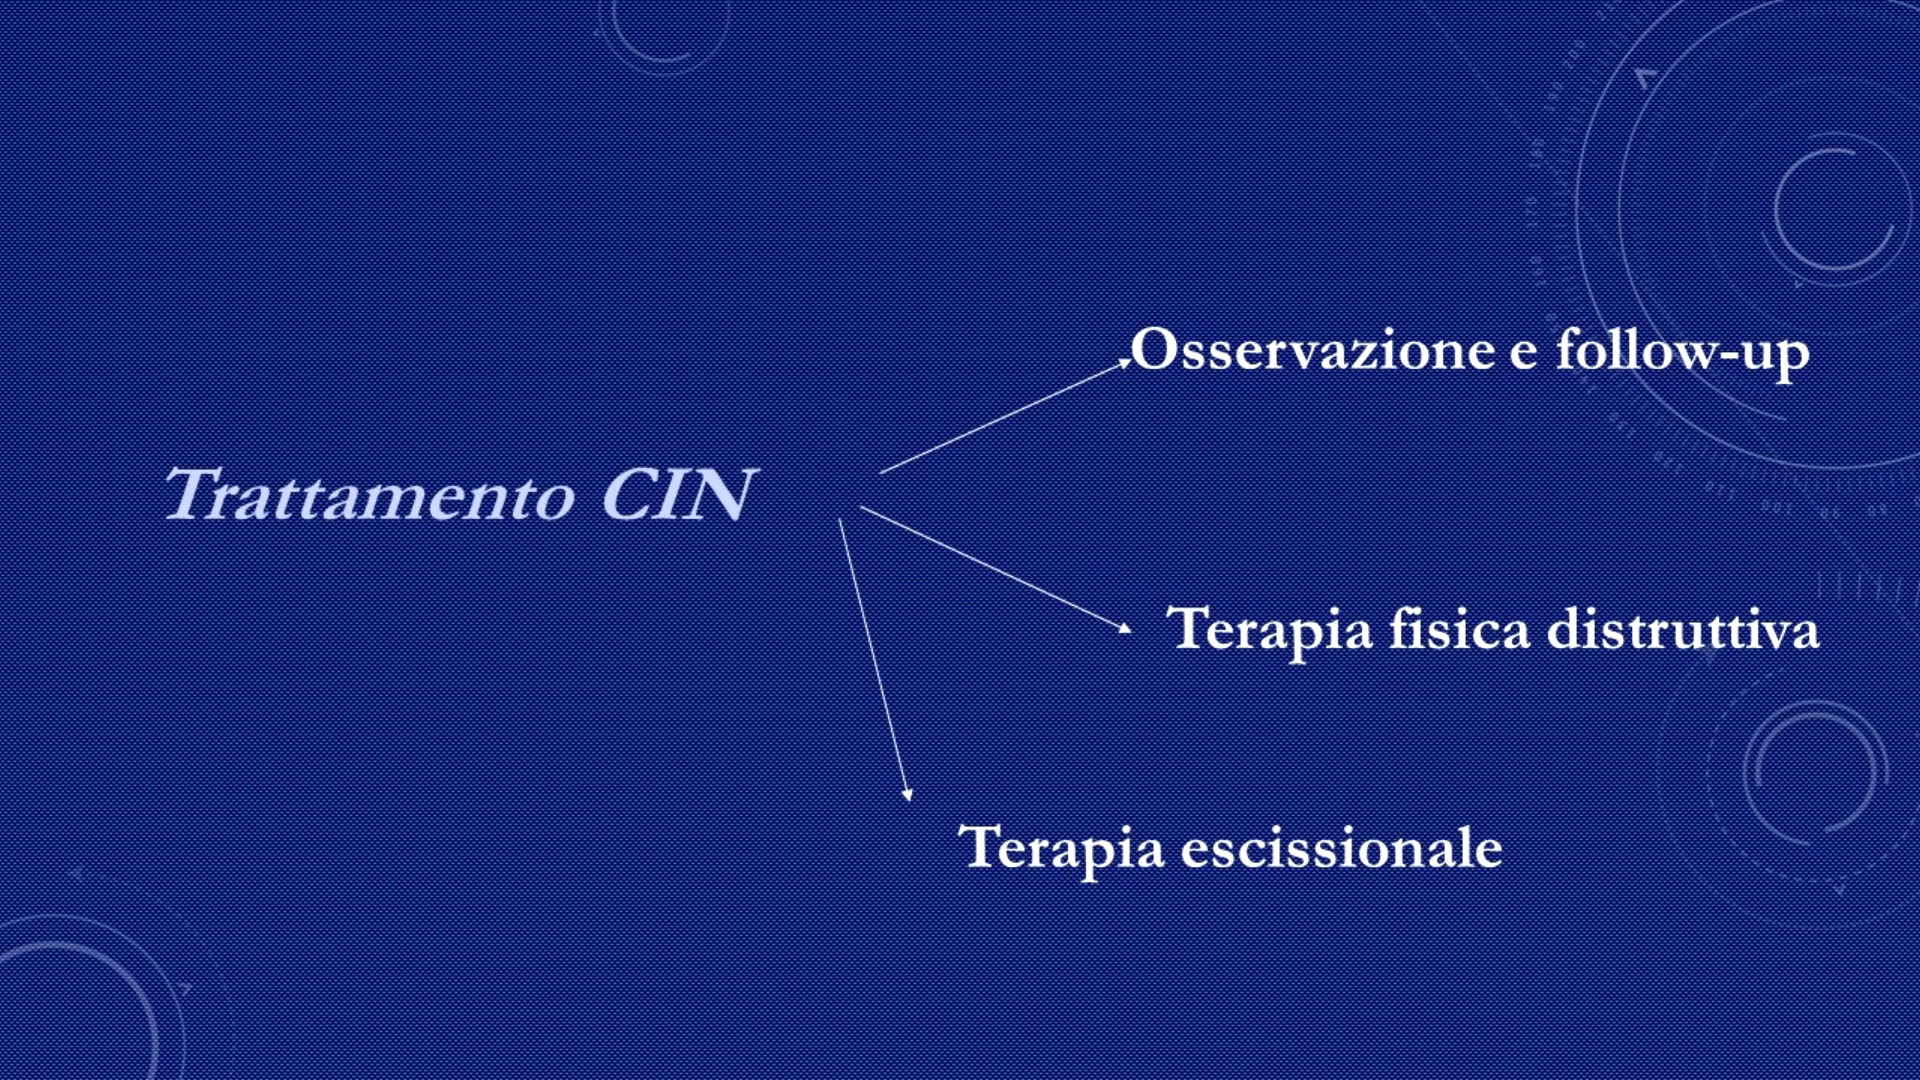 Osservazione e follow-up
Trattamento CIN
Terapia fisica distruttiva
Terapia escissionale